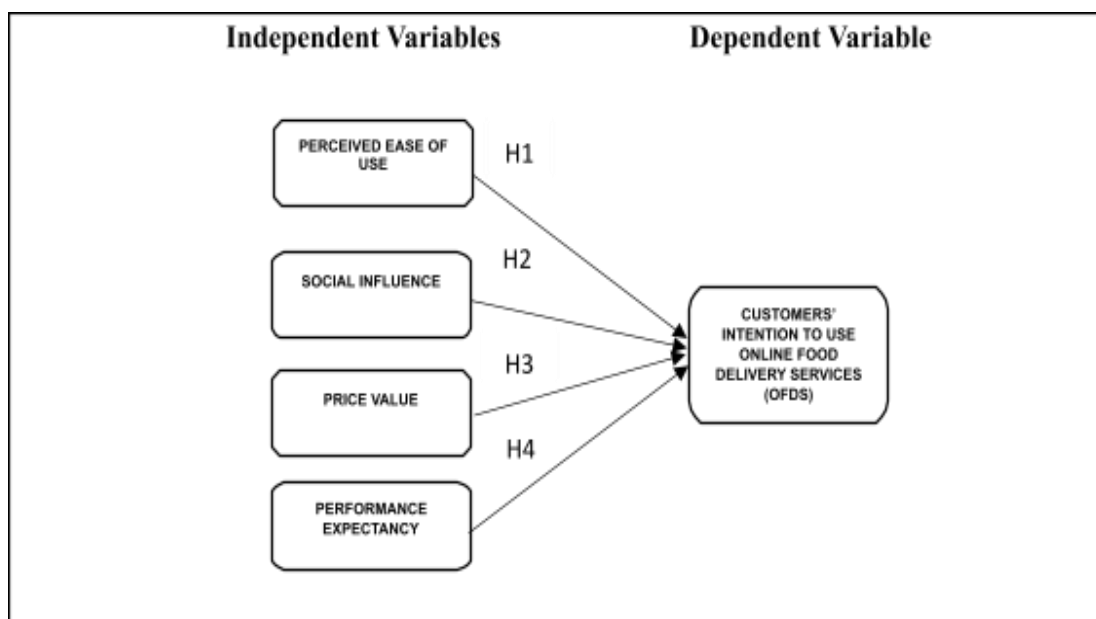 Independent Variables
Dependent Variable
PERCEIVED EASE OF
USE
H1
SOCIAL INFLUENCE
H2
PRICE VALUE
H3
PERFORMANCE
EXPECTANCY
H4
CUSTOMERS'
INTENTION TO USE
ONLINE FOOD
DELIVERY SERVICES
(OFDS)